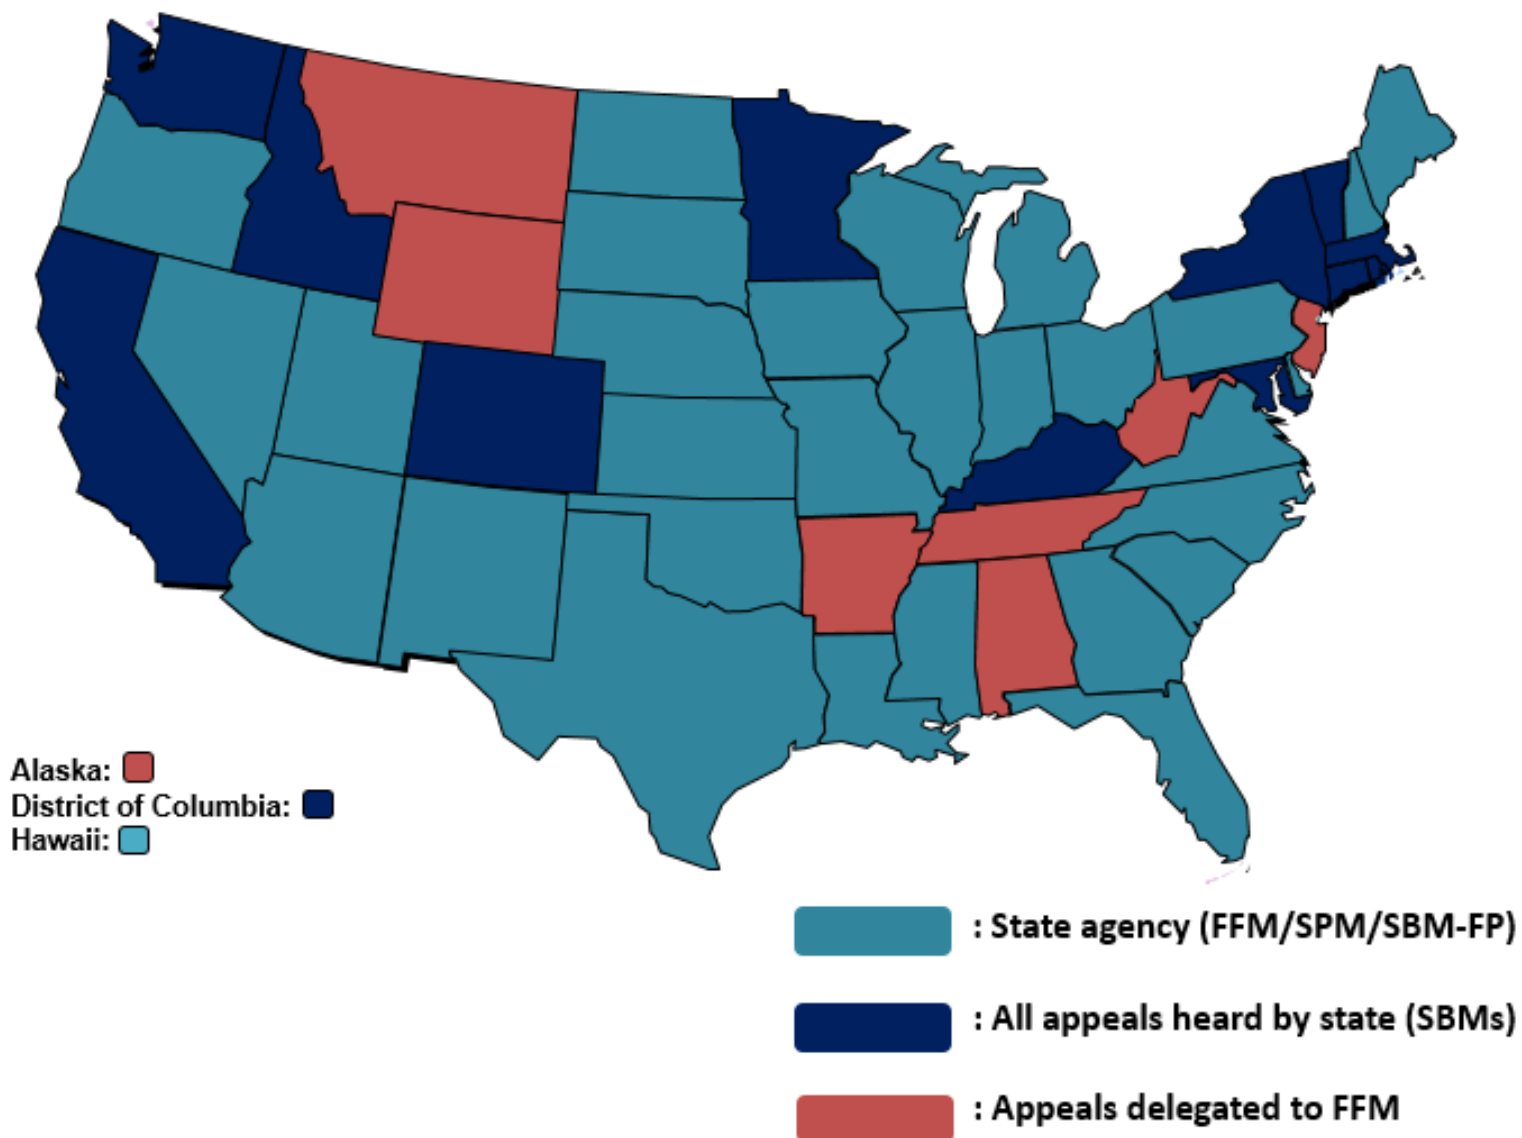 Alaska:
District of Columbia:
Hawaii:
: State agency (FFM/SPM/SBM-FP)
: All appeals heard by state (SBMs)
: Appeals delegated to FFM